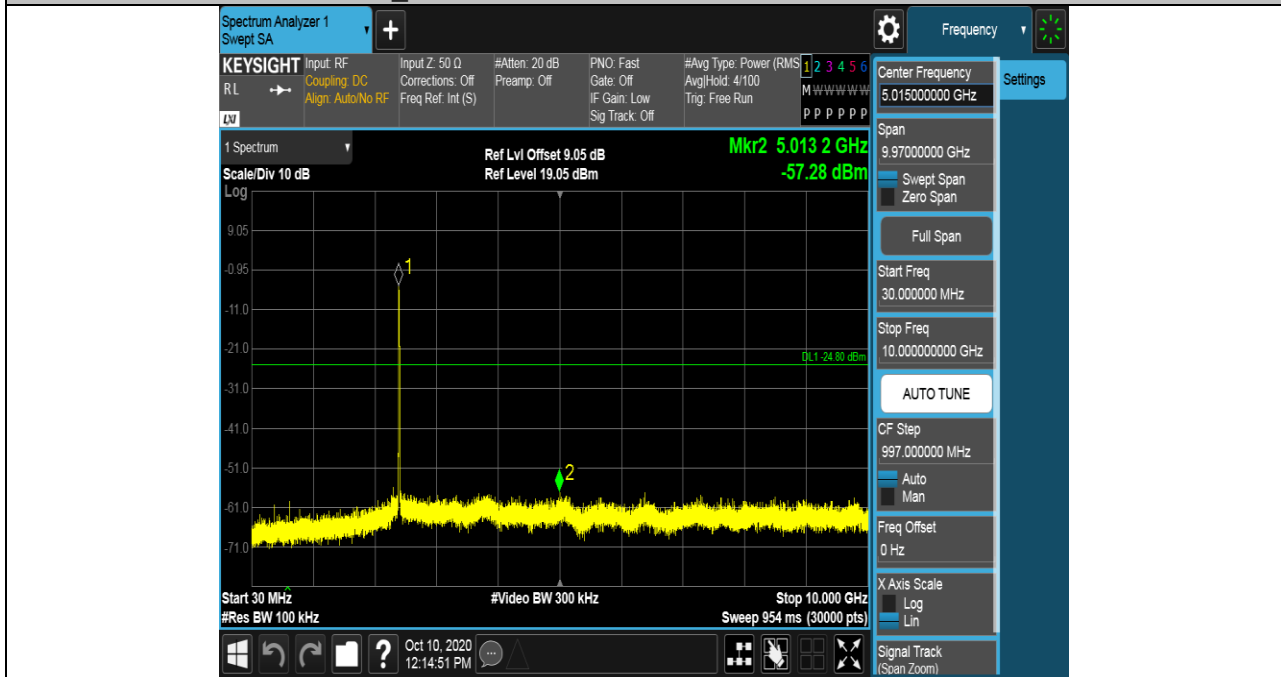 Spectrum Analyzer 1
Swept SA
+
Frequency
KEYSIGHT
RL
LXI
Input: RF
Coupling: DC
Align: Auto/No RF
Input Z: 50 Ω
Corrections: Off
Freq Ref: Int (S)
#Atten: 20 dB
Preamp: Off
PNO: Fast
Gate: Off
IF Gain: Low
Sig Track: Off
#Avg Type: Power (RMS
Avg|Hold: 4/100
Trig: Free Run
1 2 3 4 5 6
M W W W W W
P P P P P P
Center Frequency
5.015000000 GHz
Settings
1 Spectrum
Scale/Div 10 dB
Ref Lvl Offset 9.05 dB
Ref Level 19.05 dBm
Mkr2 5.013 2 GHz
-57.28 dBm
Log
9.05
-0.95
-11.0
-21.0
-31.0
-41.0
-51.0
-61.0
-71.0
1
DL1 -24.80 dBm
2
Start 30 MHz
#Res BW 100 kHz
#Video BW 300 kHz
Stop 10.000 GHz
Sweep 954 ms (30000 pts)
Span
9.97000000 GHz
Swept Span
Zero Span
Full Span
Start Freq
30.000000 MHz
Stop Freq
10.000000000 GHz
AUTO TUNE
CF Step
997.000000 MHz
Auto
Man
Freq Offset
0 Hz
X Axis Scale
Log
Lin
Signal Track
(Span Zoom)
?
Oct 10, 2020
12:14:51 PM